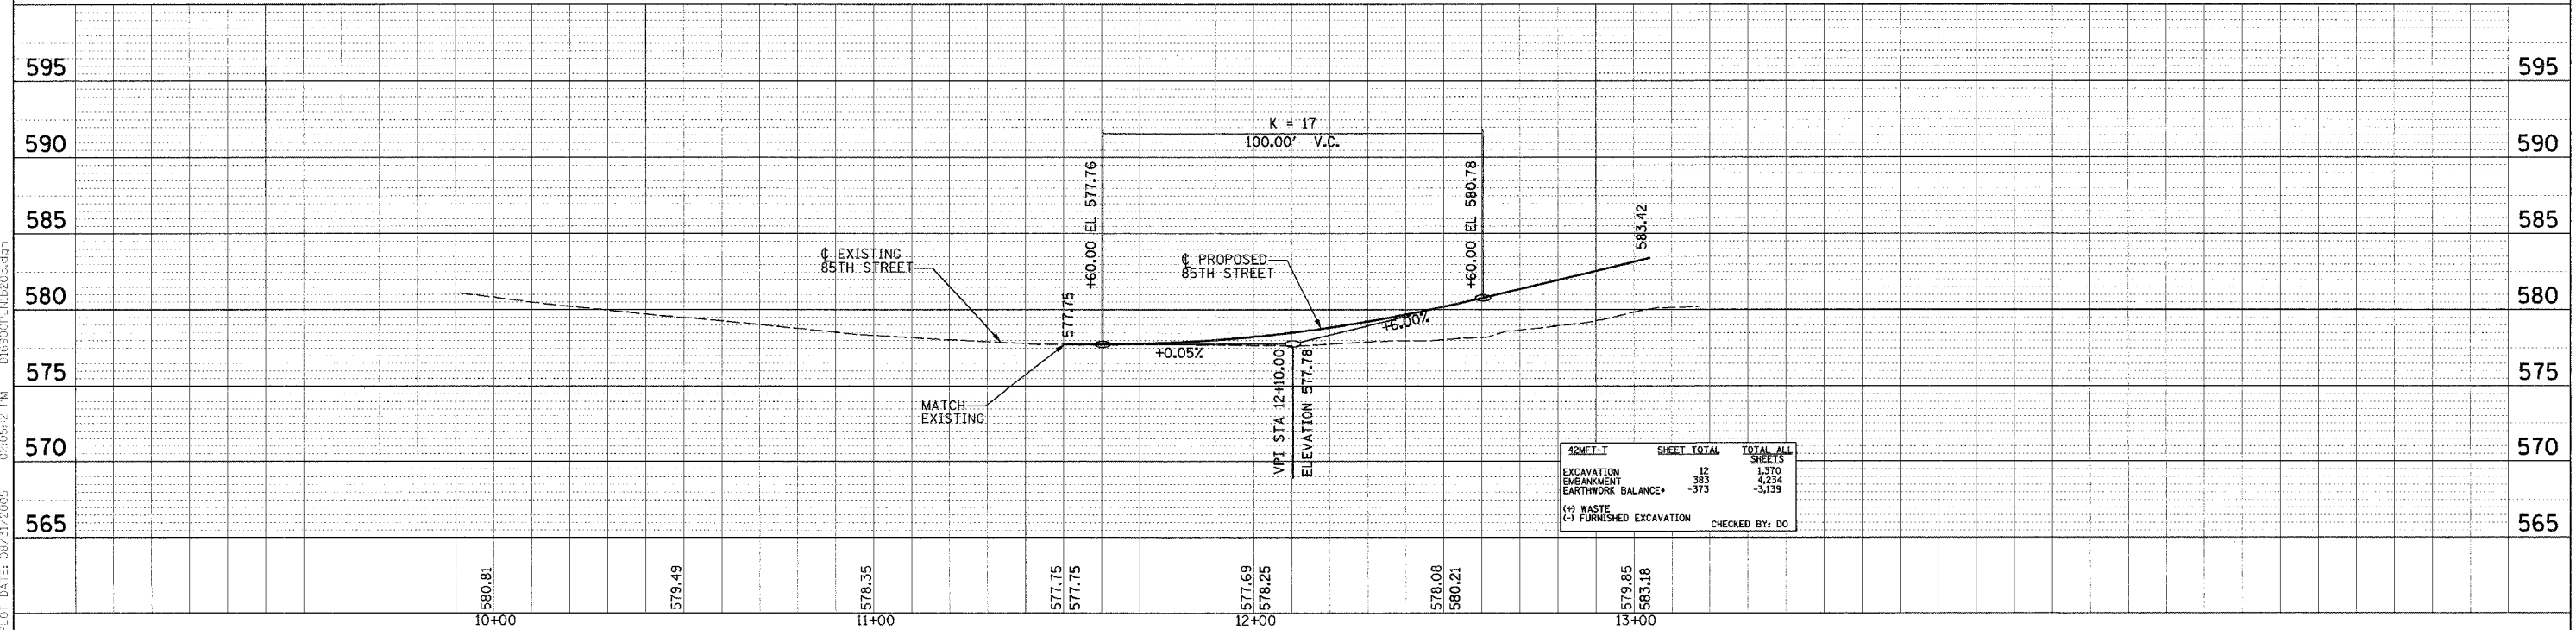 595 595
590 590
585 585
580 580
575 575
570 570
565 565
K = 17
100.00' V.C.
+60.00 EL 577.76
+60.00 EL 580.78
583.42
℄ EXISTING
85TH STREET
℄ PROPOSED
85TH STREET
577.75
+0.05%
+6.00%
MATCH
EXISTING
VPI STA 12+10.00
ELEVATION 577.78
42MFT-T SHEET TOTAL TOTAL ALL
SHEETS
EXCAVATION 12 1,370
EMBANKMENT 383 4,234
EARTHWORK BALANCE* -373 -3,139
(+) WASTE
(-) FURNISHED EXCAVATION CHECKED BY: DO
580.81
579.49
578.35
577.75
577.75
577.69
578.25
578.08
580.21
579.85
583.18
10+00 11+00 12+00 13+00
PLOT DATE: 08/31/2005